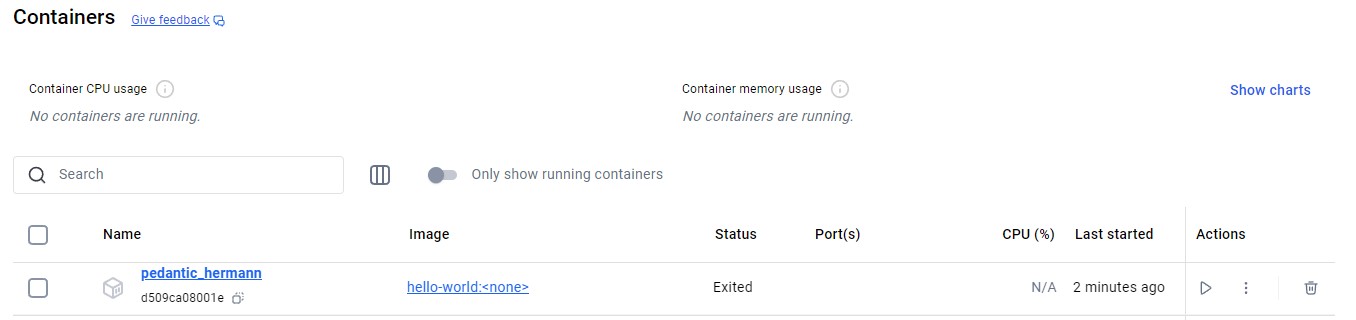 Containers Give feedback
Container CPU usage Container memory usage Show charts
No containers are running. No containers are running.
Search Only show running containers
Name Image Status Port(s) CPU (%) Last started Actions
pedantic_hermann
hello-world:<none> Exited N/A 2 minutes ago
d509ca08001e